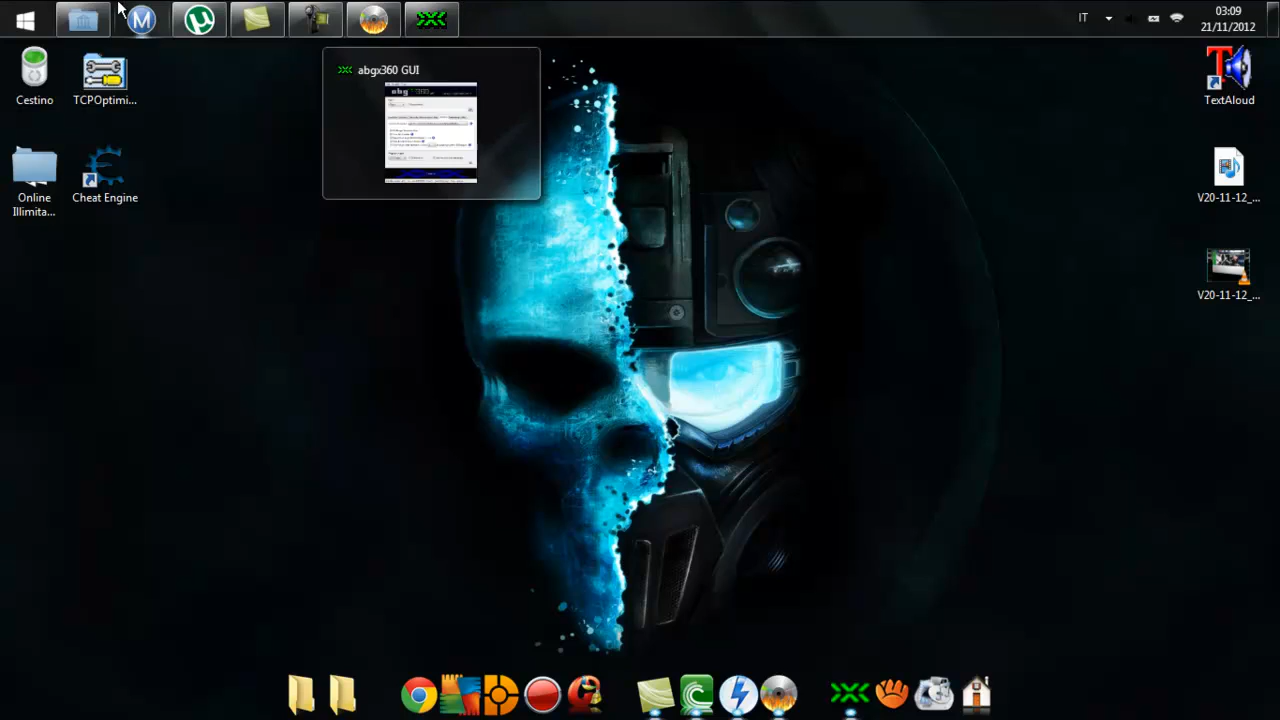 IT
03:09
21/11/2012
abgx360 GUI
Cestino
TCPOptimi...
Online
Illimita...
Cheat Engine
TextAloud
V20-11-12_...
V20-11-12_...